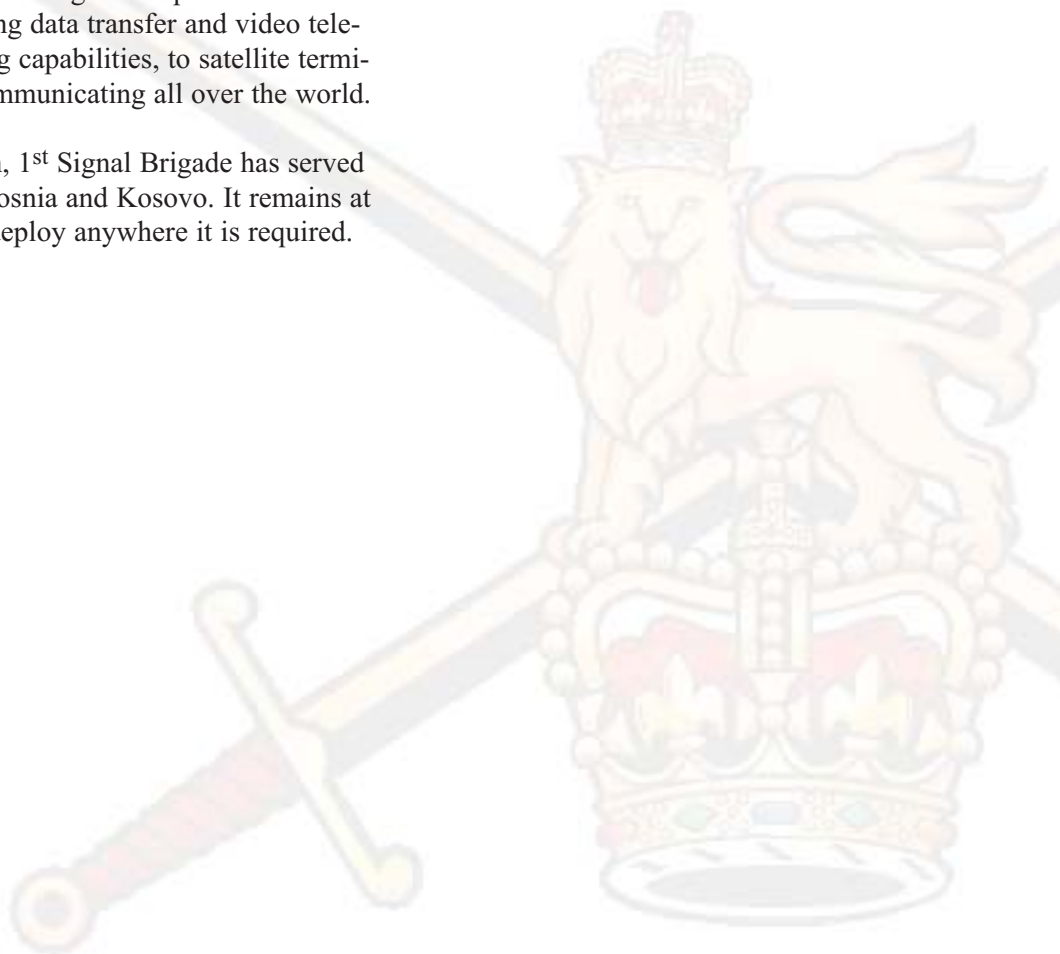 ng data transfer and video tele-
g capabilities, to satellite termi-
mmunicating all over the world.
, 1st Signal Brigade has served
osnia and Kosovo. It remains at
eploy anywhere it is required.